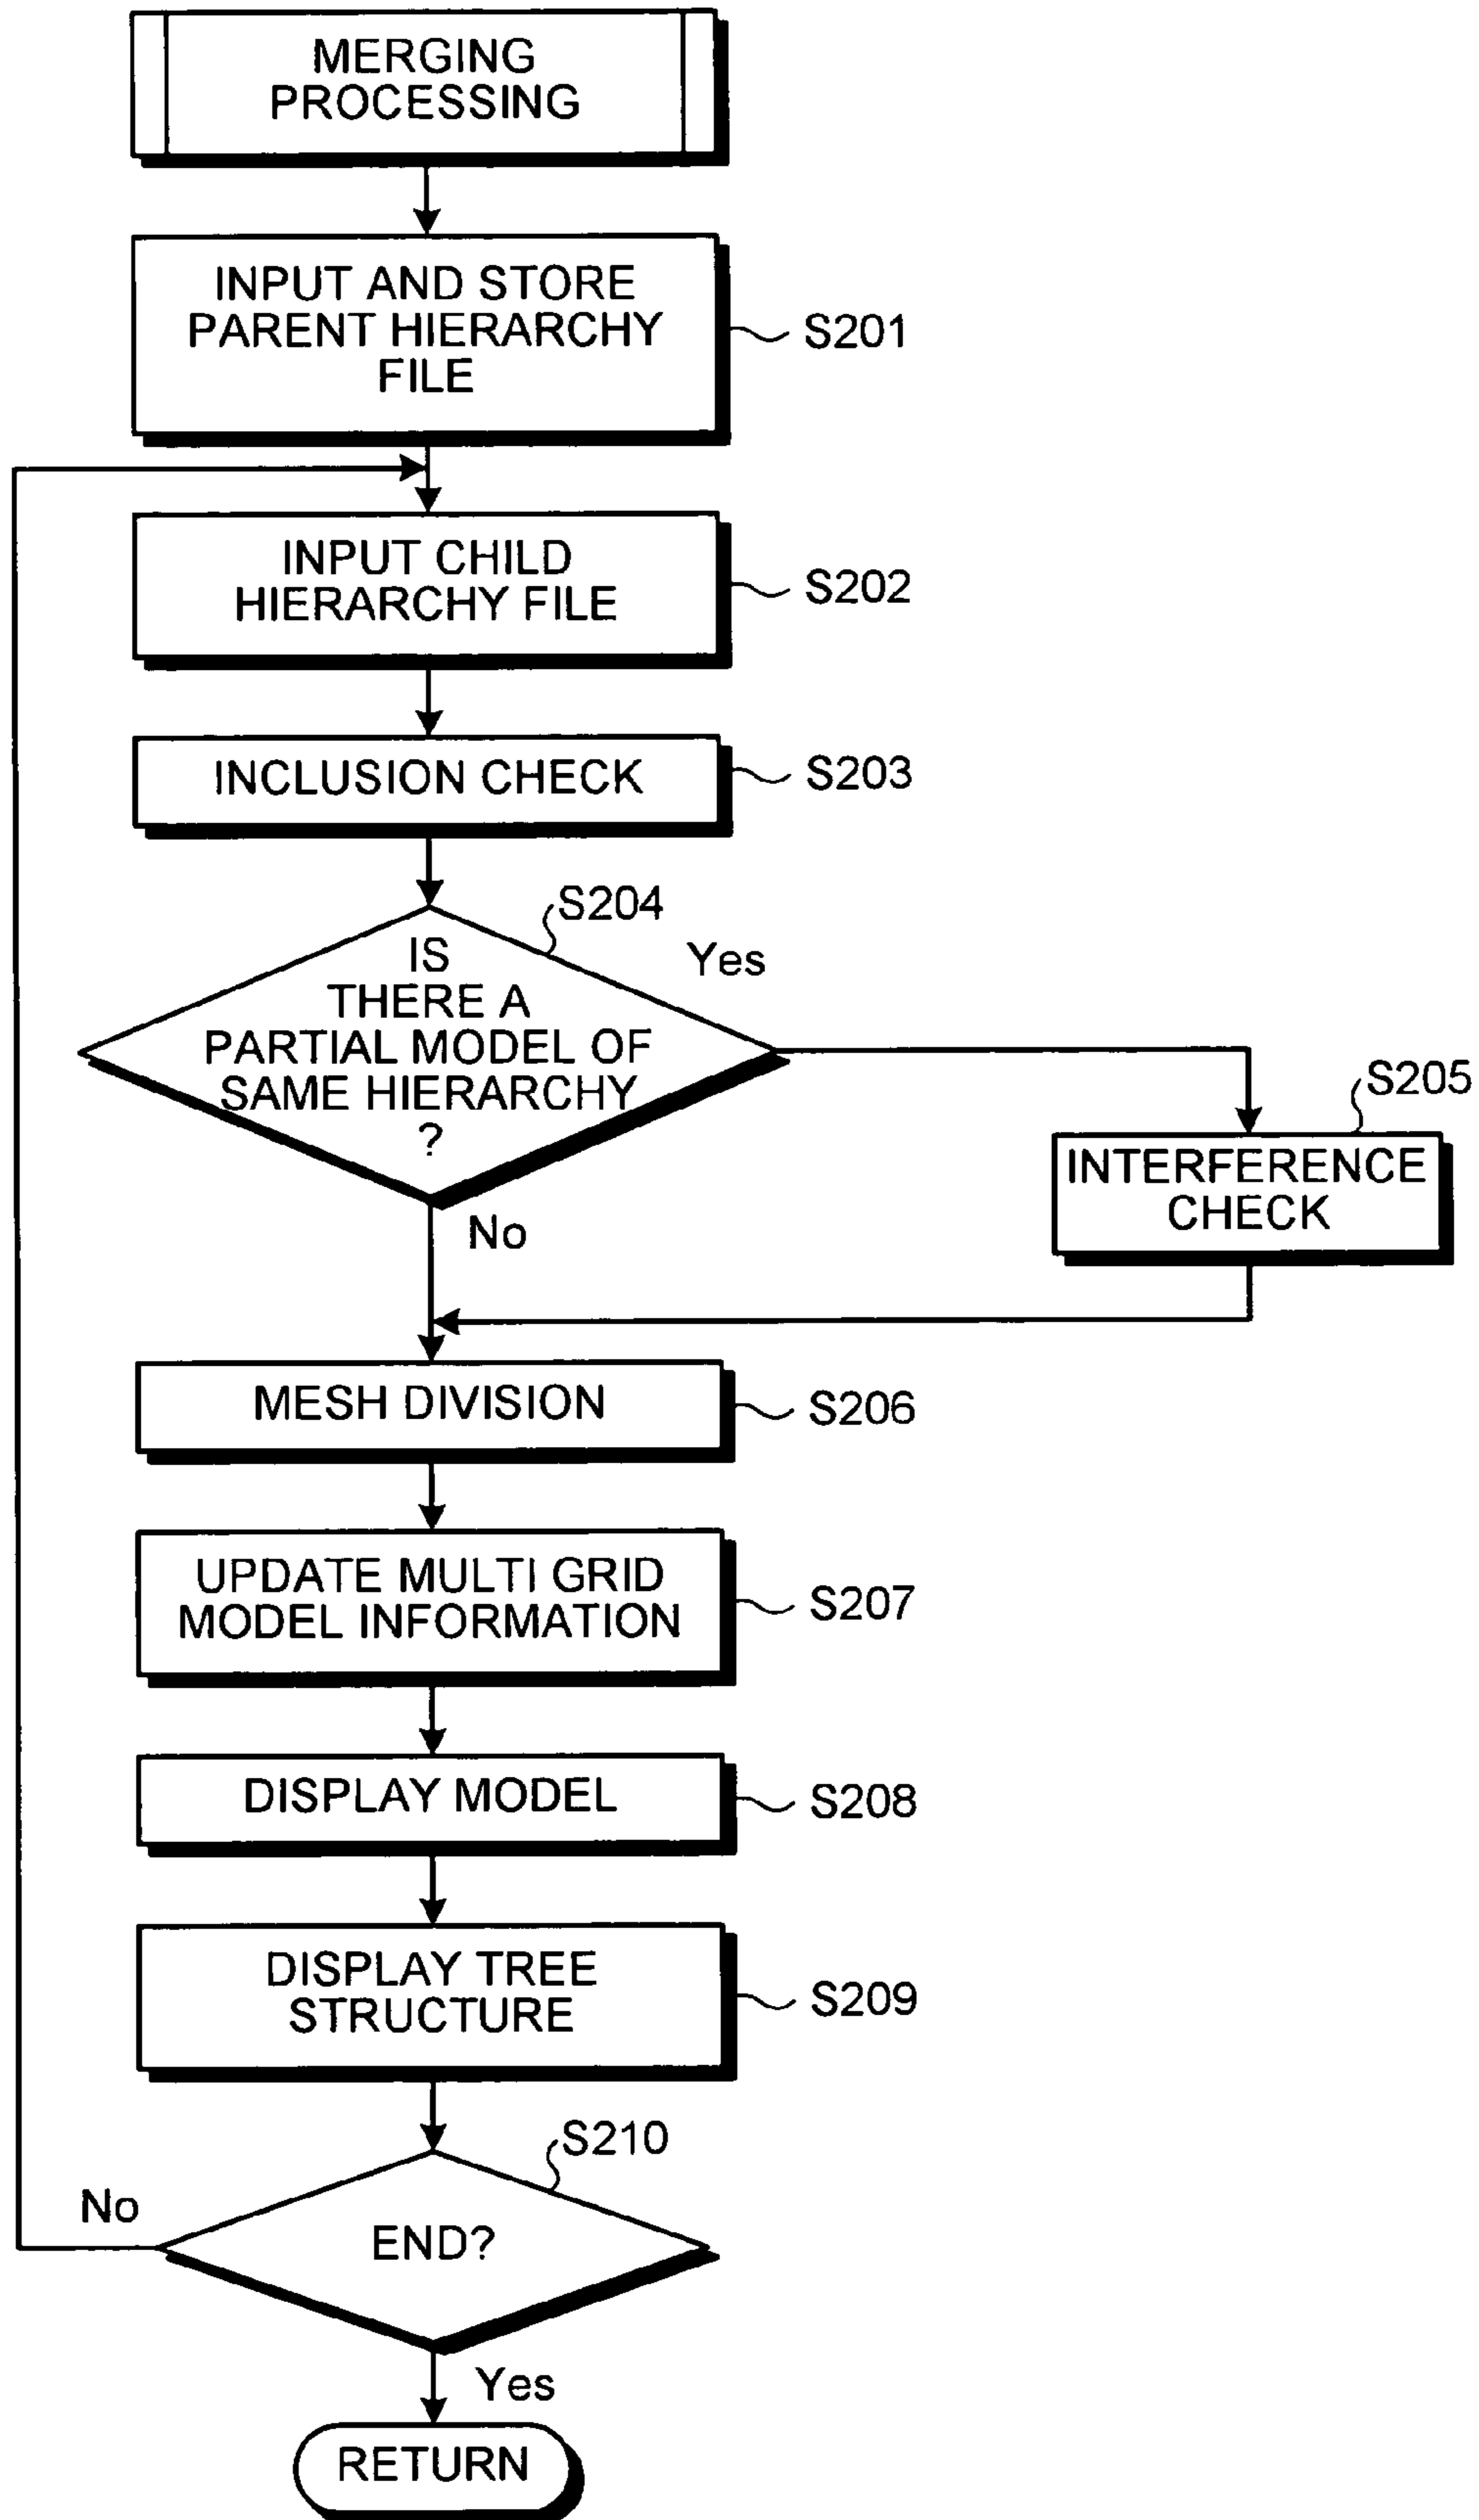 MERGING
PROCESSING
INPUT AND STORE
PARENT HIERARCHY
FILE
S201
INPUT CHILD
HIERARCHY FILE
S202
INCLUSION CHECK
S203
S204
IS
THERE A
PARTIAL MODEL OF
SAME HIERARCHY
?
Yes
S205
INTERFERENCE
CHECK
No
MESH DIVISION
S206
UPDATE MULTI GRID
MODEL INFORMATION
S207
DISPLAY MODEL
S208
DISPLAY TREE
STRUCTURE
S209
S210
No
END?
Yes
RETURN